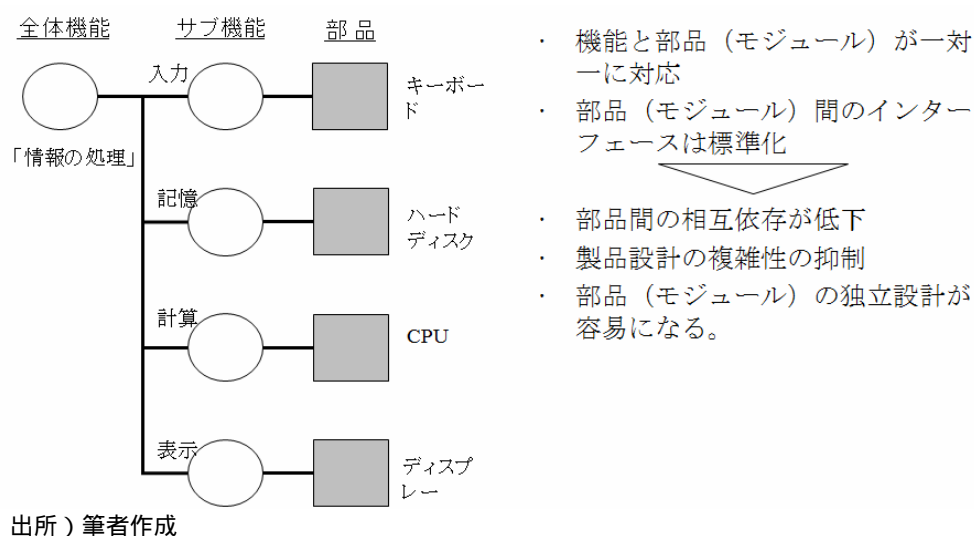 全体機能 サブ機能 部品
入力
キーボー
ド
「情報の処理」
記憶
ハード
ディスク
計算
CPU
表示
ディスプ
レー
・ 機能と部品（モジュール）が一対
一に対応
・ 部品（モジュール）間のインター
フェースは標準化
・ 部品間の相互依存が低下
・ 製品設計の複雑性の抑制
・ 部品（モジュール）の独立設計が
容易になる。
出所）筆者作成